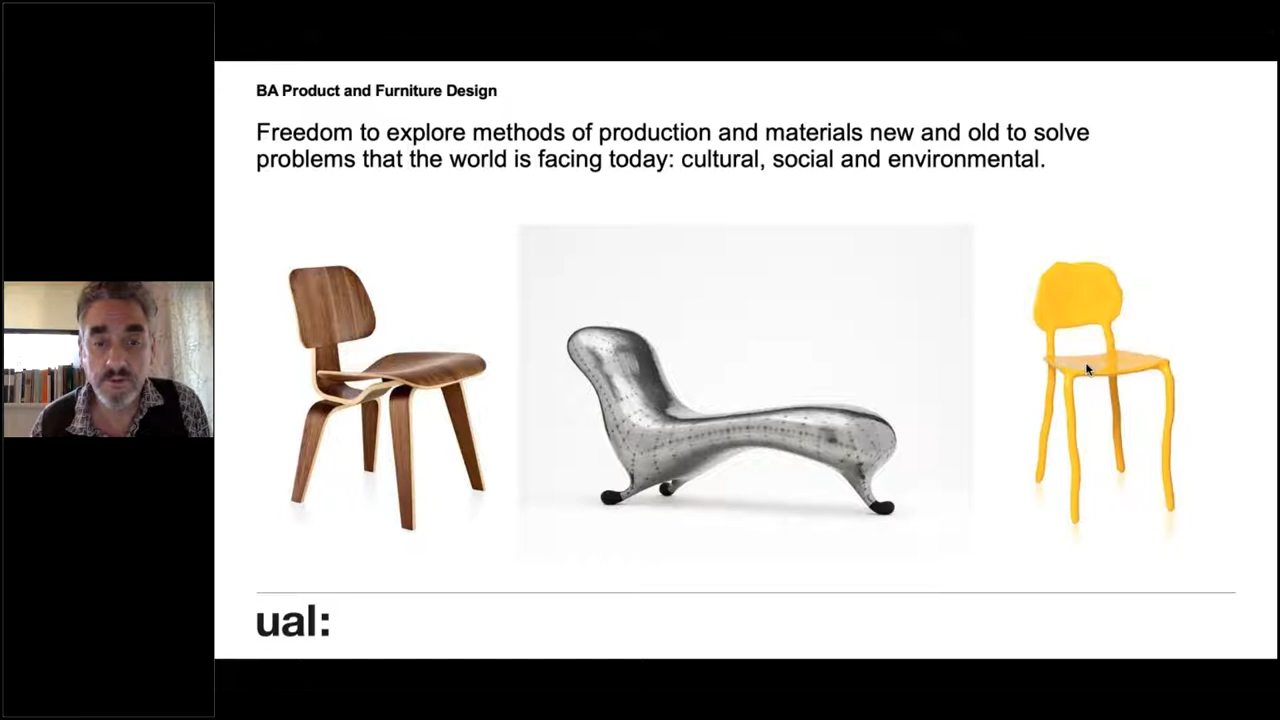 BA Product and Furniture Design
Freedom to explore methods of production and materials new and old to solve
problems that the world is facing today: cultural, social and environmental.
ual: